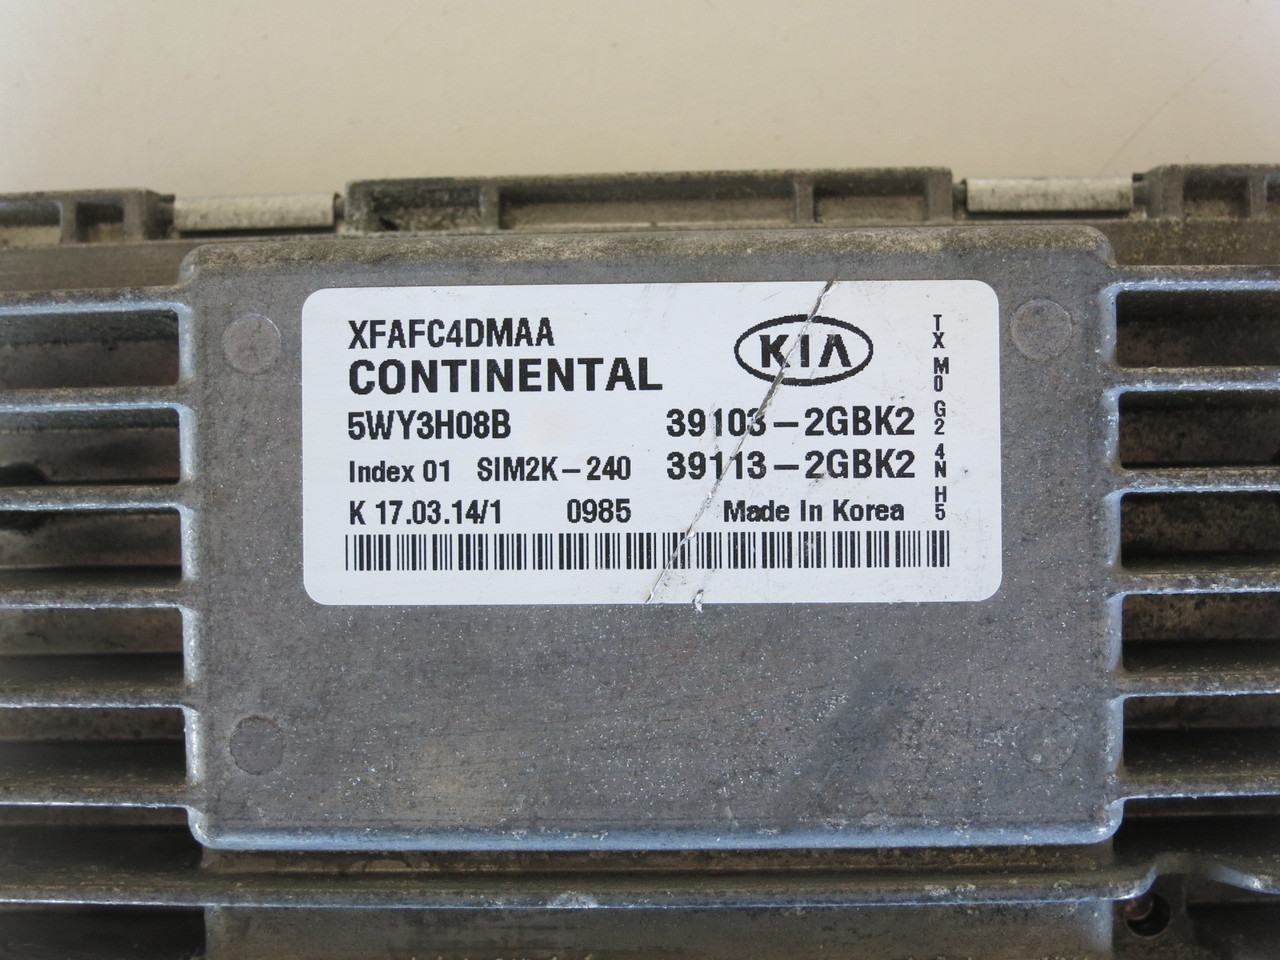 XFAFC4DMAA
CONTINENTAL
KIA
5WY3H08B 39103-2GBK2
Index 01 SIM2K-240 39113-2GBK2
K 17.03.14/1 0985 Made In Korea
TX M0 G2 4N H5